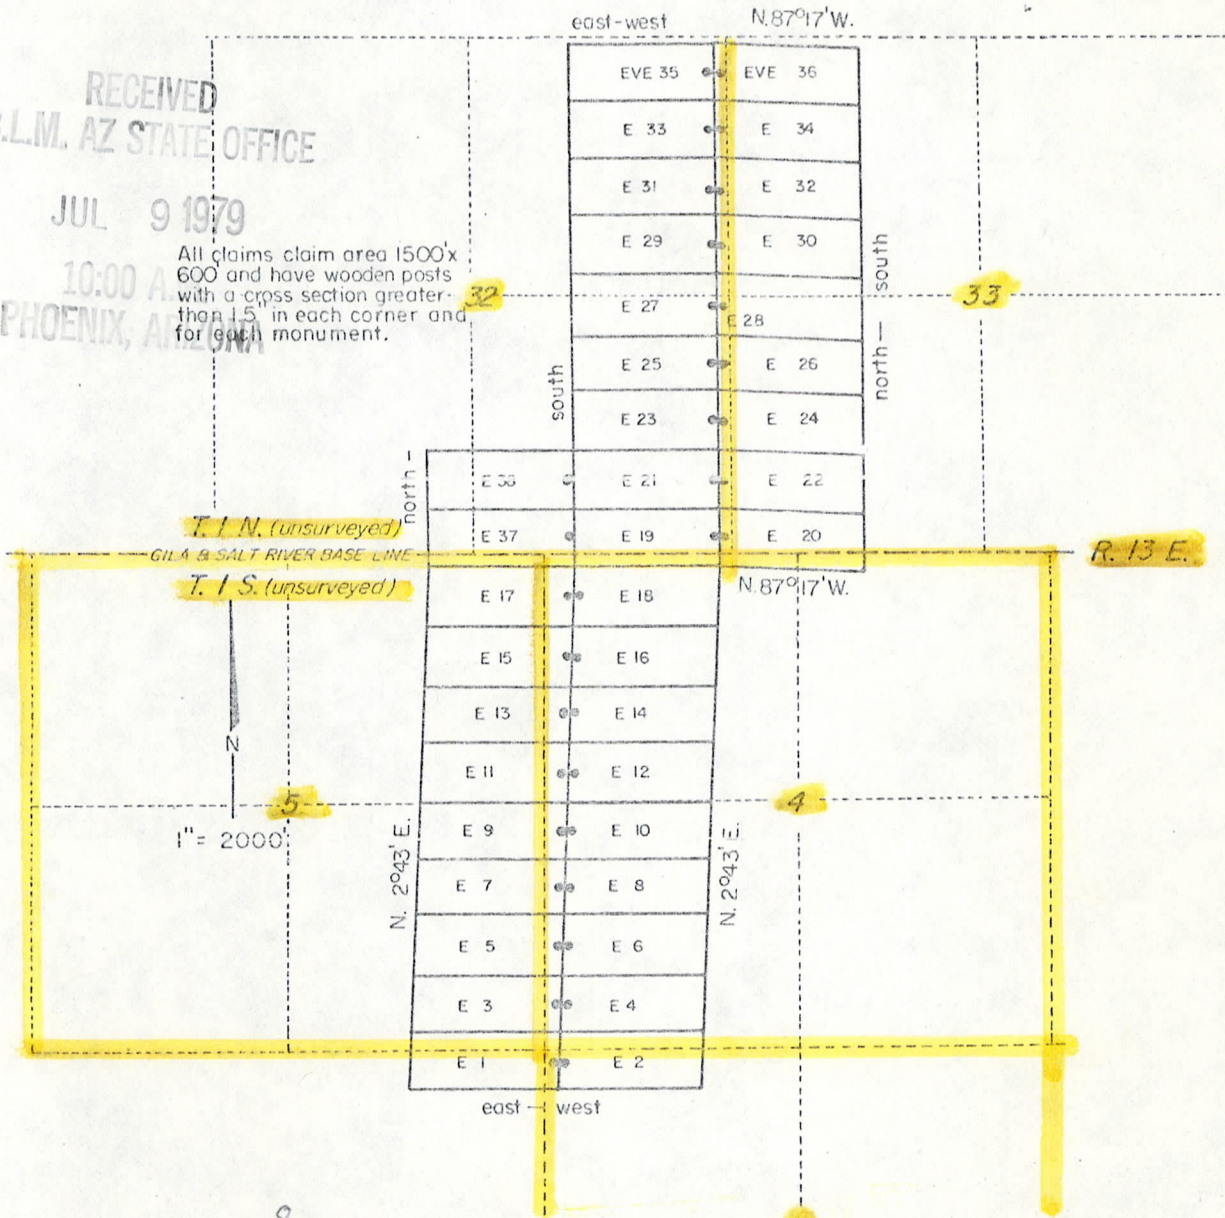 east-west N.87°17'W.
RECEIVED
B.L.M. AZ STATE OFFICE
JUL 9 1979
10:00 A.
PHOENIX, ARIZONA
All claims claim area 1500'x
600' and have wooden posts
with a cross section greater
than 1.5" in each corner and
for each monument.
EVE 35 EVE 36
E 33 E 34
E 31 E 32
E 29 E 30
32
E 27 E 28
33
E 25 E 26
E 23 E 24
north - south
north — south
E 38 E 21 E 22
T. 1 N. (unsurveyed)
E 37 E 19 E 20
GILA & SALT RIVER BASE LINE
R. 13 E.
T. 1 S. (unsurveyed)
N.87°17'W.
E 17 E 18
E 15 E 16
E 13 E 14
N
E 11 E 12
5
4
1"= 2000'
E 9 E 10
N. 2°43' E.
N. 2°43' E.
E 7 E 8
E 5 E 6
E 3 E 4
E 1 E 2
east - west